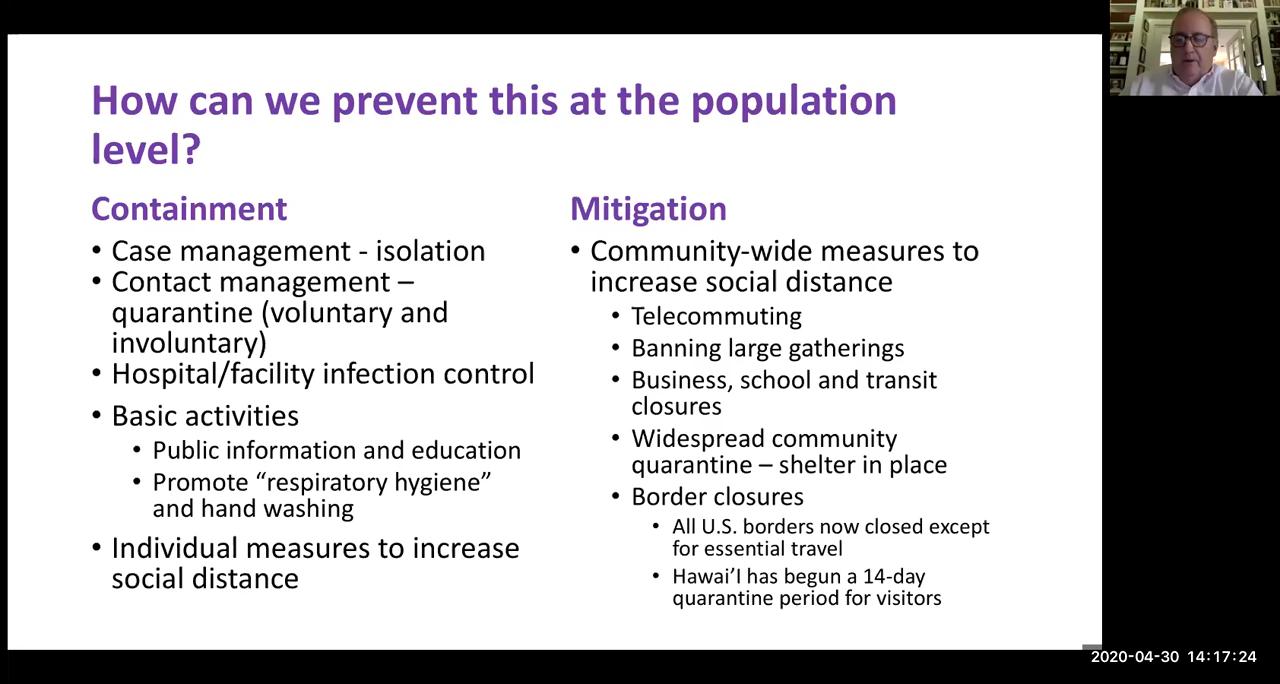 How can we prevent this at the population
level?
Containment
• Case management - isolation
• Contact management –
quarantine (voluntary and
involuntary)
• Hospital/facility infection control
• Basic activities
• Public information and education
• Promote “respiratory hygiene”
and hand washing
• Individual measures to increase
social distance
Mitigation
• Community-wide measures to
increase social distance
• Telecommuting
• Banning large gatherings
• Business, school and transit
closures
• Widespread community
quarantine – shelter in place
• Border closures
• All U.S. borders now closed except
for essential travel
• Hawai’I has begun a 14-day
quarantine period for visitors
2020-04-30 14:17:24